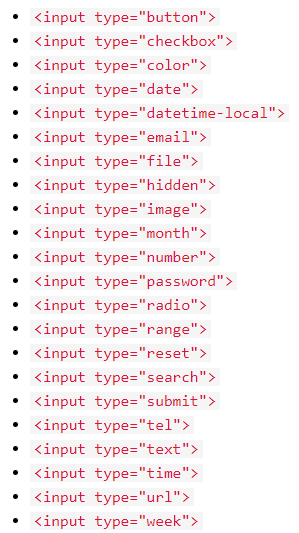 <input type="button">
<input type="checkbox">
<input type="color">
<input type="date">
<input type="datetime-local">
<input type="email">
<input type="file">
<input type="hidden">
<input type="image">
<input type="month">
<input type="number">
<input type="password">
<input type="radio">
<input type="range">
<input type="reset">
<input type="search">
<input type="submit">
<input type="tel">
<input type="text">
<input type="time">
<input type="url">
<input type="week">